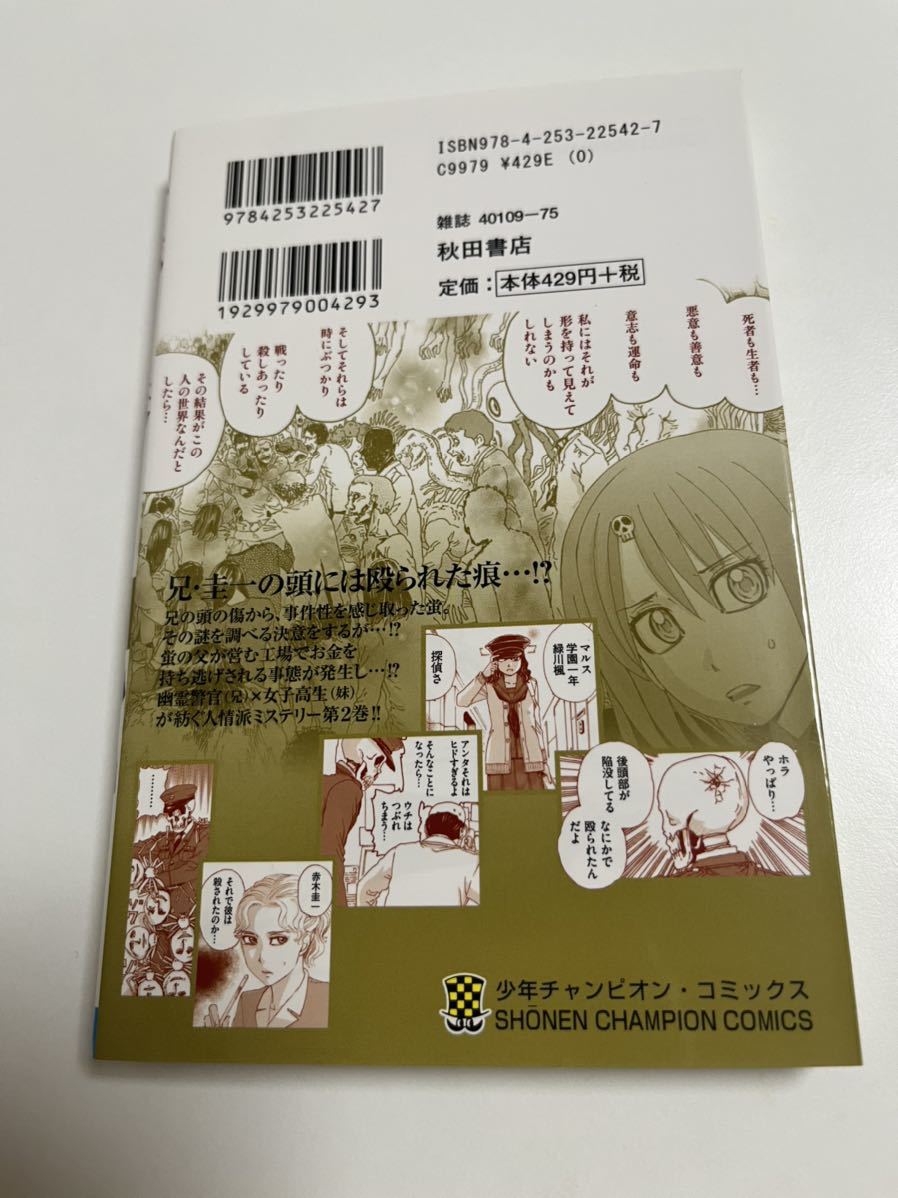 ISBN978-4-253-22542-7
C9979 ¥429E (0)
9784253225427
雑誌 40109-75
秋田書店
定価:本体429円+税
1929979004293
死者も生者も…
悪意も善意も
意志も運命も
私にはそれが
形を持って見えて
しまうのかも
しれない
そしてそれらは
時にぶつかり
戦ったり
殺しあったり
している
その結果がこの
人の世界なんだと
したら…
兄・圭一の頭には殴られた痕…!?
兄の頭の傷から、事件性を感じ取った蛍。
その謎を調べる決意をするが…!?
蛍の父が営む工場でお金を
持ち逃げされる事態が発生し…!?
幽霊警官(兄)×女子高生(妹)
が紡ぐ人情派ミステリー第2巻!!
マルス
学園一年
緑川楓
探偵さ
ホラ
やっぱり…
後頭部が
陥没してる
なにかで
殴られたん
だよ
アンタそれは
ヒドすぎるよ
そんなことに
なったら…
ウチは
つぶれ
ちまう…
………
赤木圭一
それで彼は
殺されたのか…
少年チャンピオン・コミックス
SHŌNEN CHAMPION COMICS